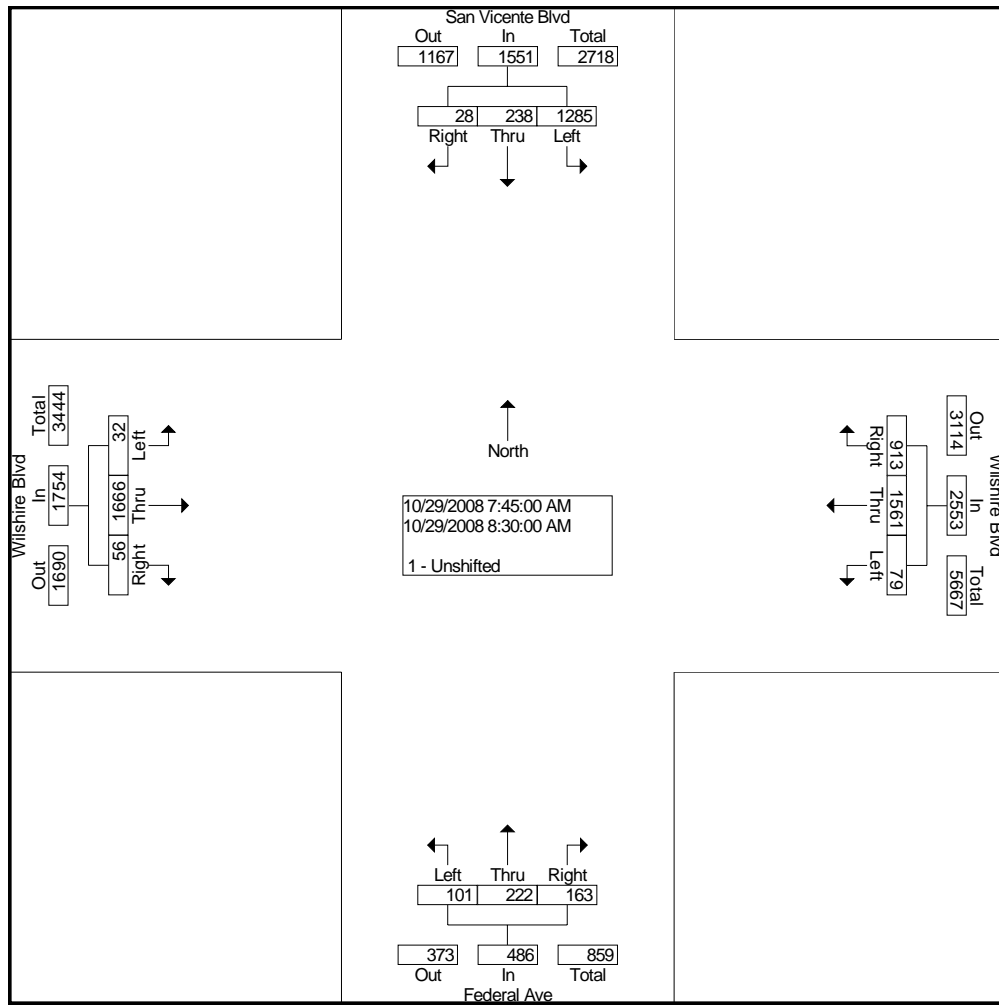 San Vicente Blvd
Out In Total
1167 1551 2718
28 238 1285
Right Thru Left
Wilshire Blvd
Total In Out
3444 1754 1690
32 1666 56
Left Thru Right
North
10/29/2008 7:45:00 AM
10/29/2008 8:30:00 AM
1 - Unshifted
Right Thru Left
913 1561 79
3114 2553 5667
Out In Total
Wilshire Blvd
Left Thru Right
101 222 163
373 486 859
Out In Total
Federal Ave